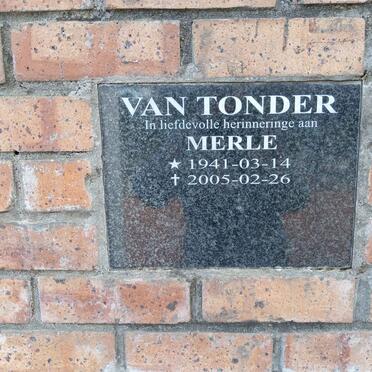 VAN TONDER
In liefdevolle herinneringe aan
MERLE
★ 1941-03-14
✝ 2005-02-26